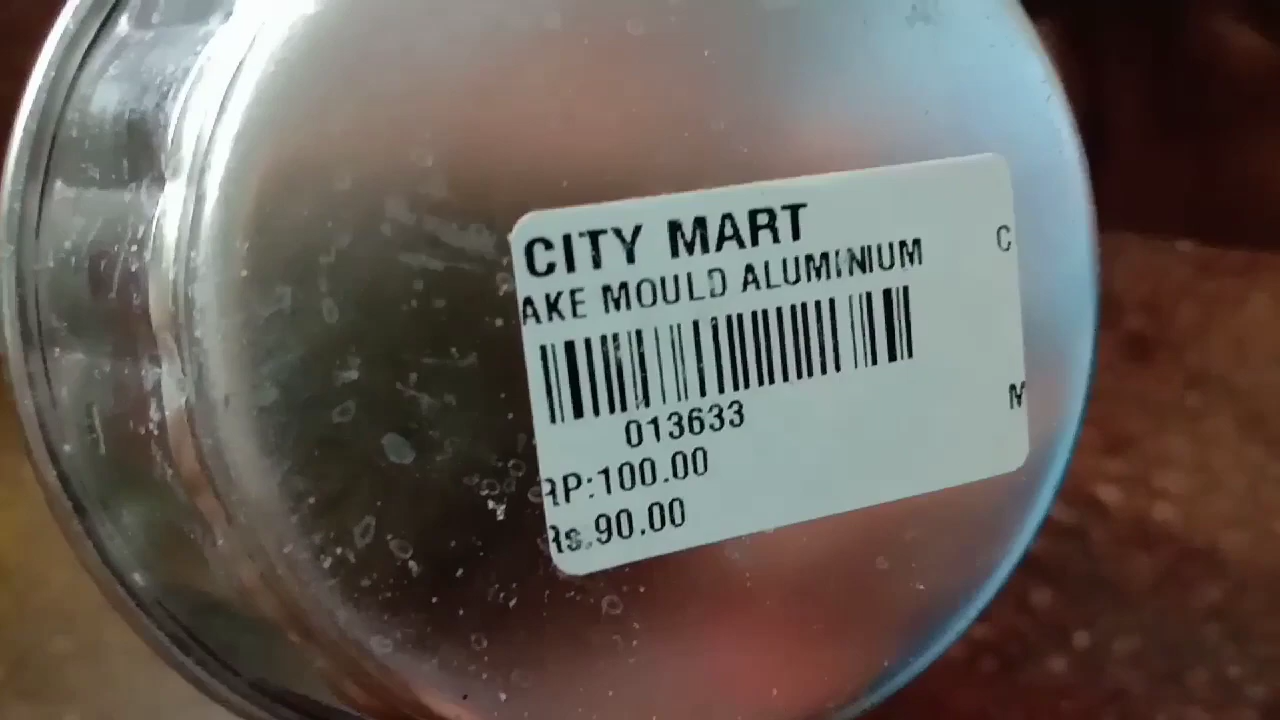 CITY MART
AKE MOULD ALUMINIUM
C
013633
M
RP:100.00
Rs.90.00